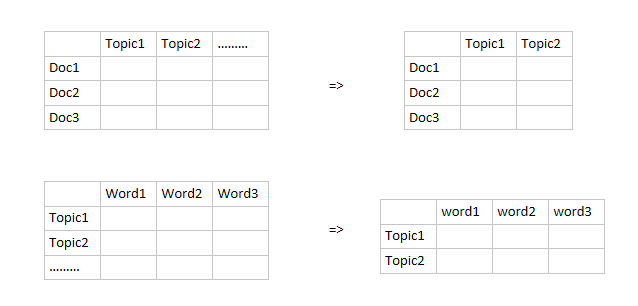 Topic1 Topic2 .........
Doc1
Doc2
Doc3
=>
Topic1 Topic2
Doc1
Doc2
Doc3
Word1 Word2 Word3
Topic1
Topic2
.........
=>
word1 word2 word3
Topic1
Topic2